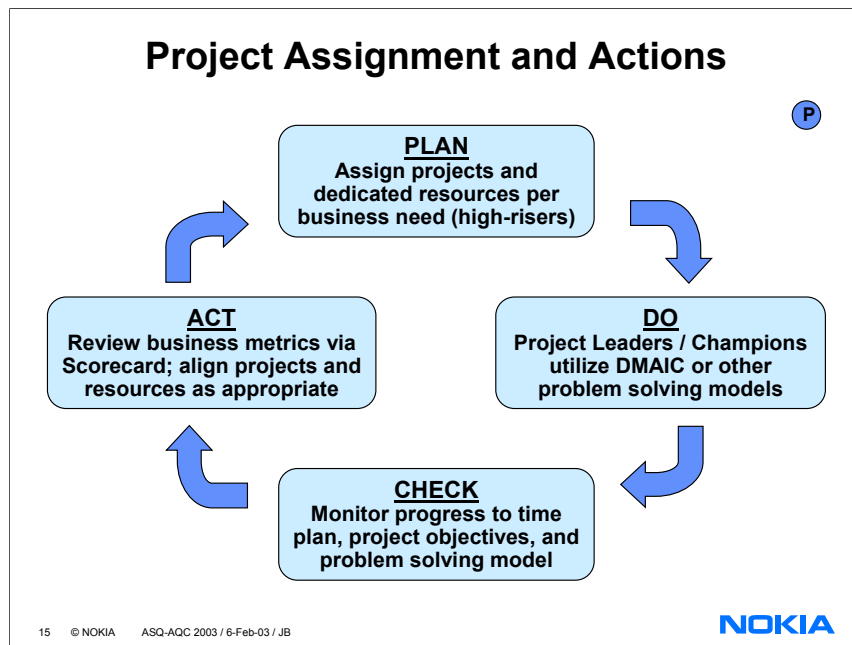 Project Assignment and Actions
P
PLAN
Assign projects and
dedicated resources per
business need (high-risers)
ACT
Review business metrics via
Scorecard; align projects and
resources as appropriate
DO
Project Leaders / Champions
utilize DMAIC or other
problem solving models
CHECK
Monitor progress to time
plan, project objectives, and
problem solving model
15 © NOKIA ASQ-AQC 2003 / 6-Feb-03 / JB
NOKIA